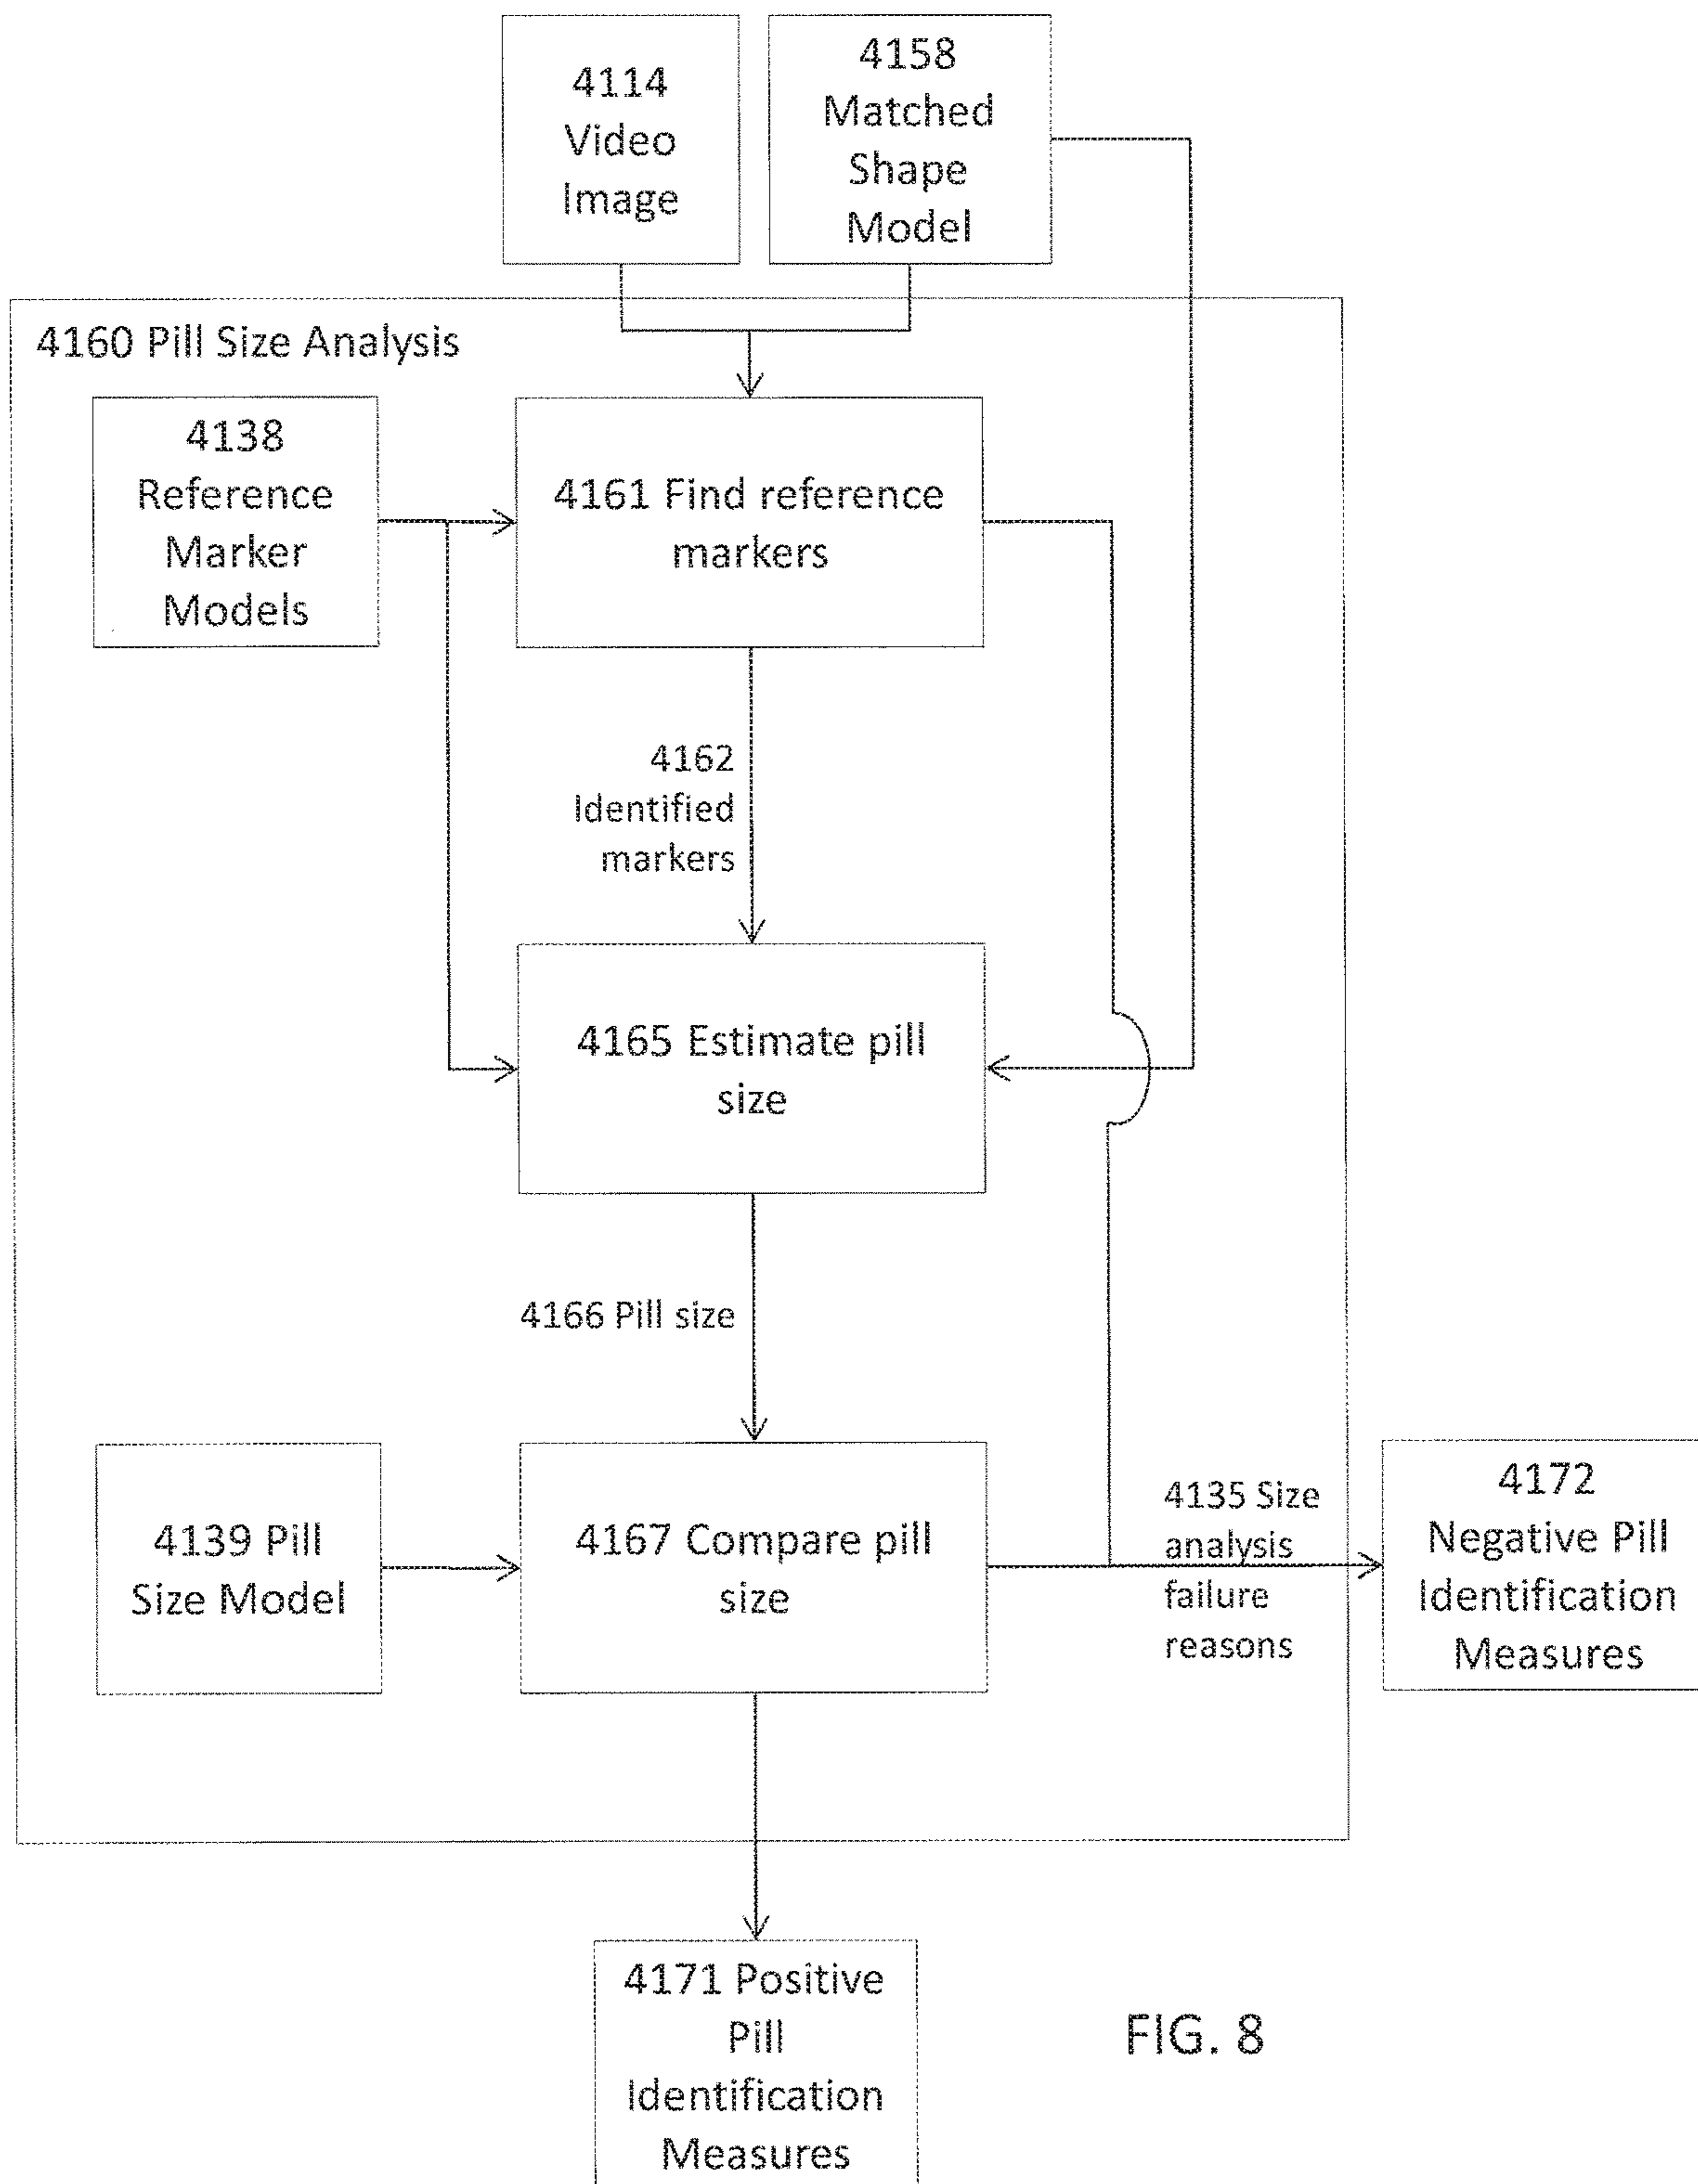 4114
Video
Image
4158
Matched
Shape
Model
4160 Pill Size Analysis
4138
Reference
Marker
Models
4161 Find reference
markers
4162
Identified
markers
4165 Estimate pill
size
4166 Pill size
4139 Pill
Size Model
4167 Compare pill
size
4135 Size
analysis
failure
reasons
4172
Negative Pill
Identification
Measures
4171 Positive
Pill
Identification
Measures
FIG. 8